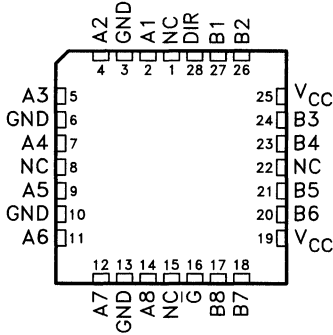 A2 GND A1 NC DIR B1 B2
4 3 2 1 28 27 26
A3 5 25 VCC
GND 6 24 B3
A4 7 23 B4
NC 8 22 NC
A5 9 21 B5
GND 10 20 B6
A6 11 19 VCC
12 13 14 15 16 17 18
A7 GND A8 NC G̅ B8 B7